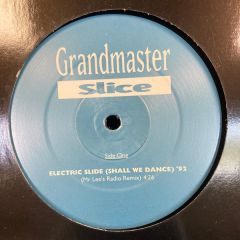 Grandmaster
slice
Side One
ELECTRIC SLIDE (SHALL WE DANCE) '92
(Mr Lee's Radio Remix) 4:26